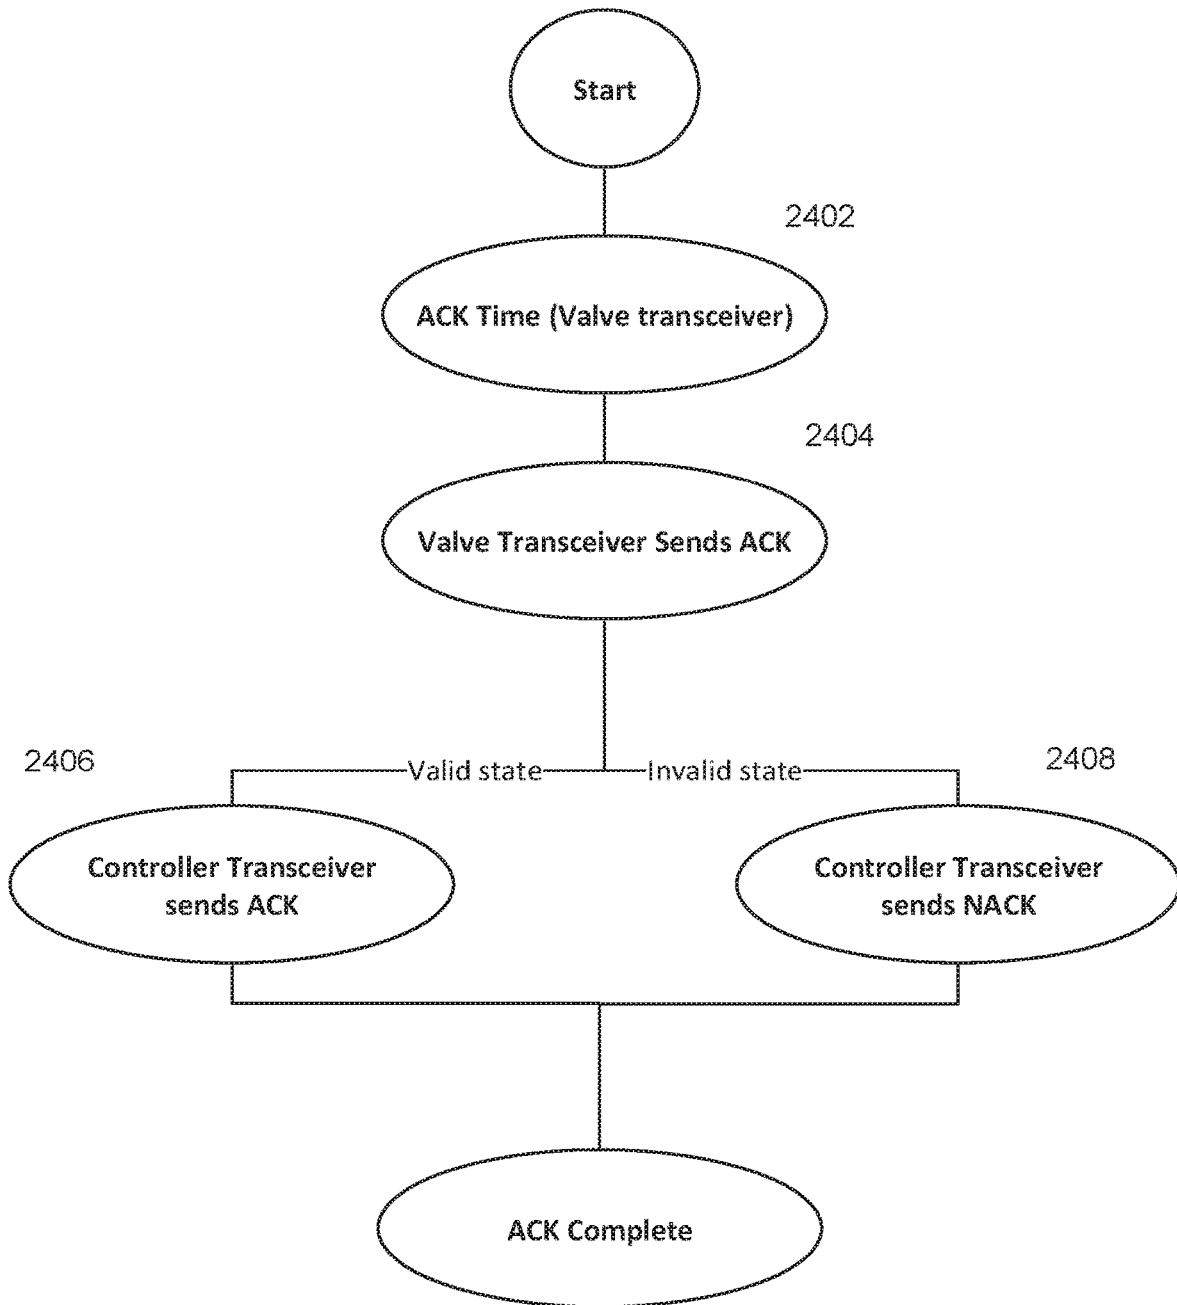 Start
2402
ACK Time (Valve transceiver)
2404
Valve Transceiver Sends ACK
Valid state
Invalid state
2406
2408
Controller Transceiver
sends ACK
Controller Transceiver
sends NACK
ACK Complete